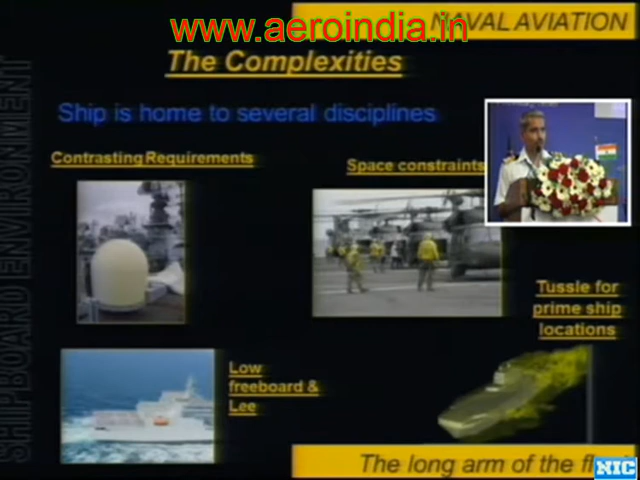 www.aeroindia.in
NAVAL AVIATION
The Complexities
Ship is home to several disciplines
Contrasting Requirements
Space constraints
SHIPBOARD ENVIRONMENT
Tussle for
prime ship
locations
Low
freeboard &
Lee
The long arm of the
NIC